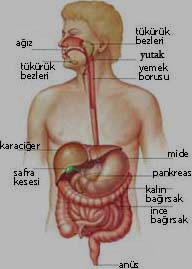 tükürük
bezleri
ağız
yutak
tükürük
bezleri
yemek
borusu
karaciğer
mide
safra
kesesi
pankreas
kalın
bağırsak
ince
bağırsak
anüs